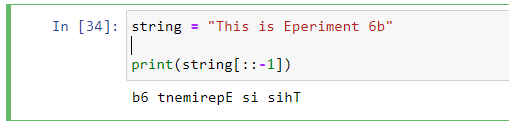 In [34]: string = "This is Eperiment 6b"
print(string[::-1])
b6 tnemirepE si sihT